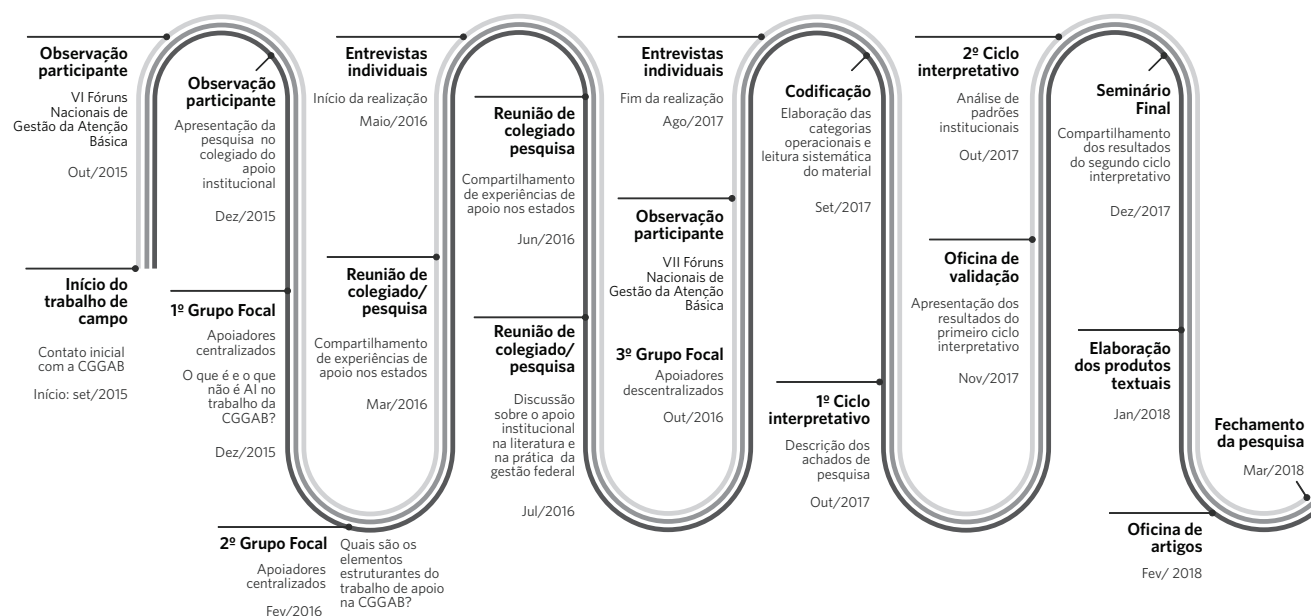 Início do
trabalho de
campo
Contato inicial
com a CGGAB
Início: set/2015
Observação
participante
VI Fóruns
Nacionais de
Gestão da Atenção
Básica
Out/2015
Observação
participante
Apresentação da
pesquisa no
colegiado do
apoio
institucional
Dez/2015
1º Grupo Focal
Apoiadores
centralizados
O que é e o que
não é AI no
trabalho da
CGGAB?
Dez/2015
2º Grupo Focal
Apoiadores
centralizados
Fev/2016
Quais são os
elementos
estruturantes do
trabalho de apoio
na CGGAB?
Reunião de
colegiado/
pesquisa
Compartilhamento
de experiências de
apoio nos estados
Mar/2016
Entrevistas
individuais
Início da realização
Maio/2016
Reunião de
colegiado
pesquisa
Compartilhamento
de experiências de
apoio nos estados
Jun/2016
Reunião de
colegiado/
pesquisa
Discussão
sobre o apoio
institucional
na literatura e
na prática da
gestão federal
Jul/2016
3º Grupo Focal
Apoiadores
descentralizados
Out/2016
Observação
participante
VII Fóruns
Nacionais de
Gestão da Atenção
Básica
Entrevistas
individuais
Fim da realização
Ago/2017
Codificação
Elaboração das
categorias
operacionais e
leitura sistemática
do material
Set/2017
1º Ciclo
interpretativo
Descrição dos
achados de
pesquisa
Out/2017
Oficina de
validação
Apresentação dos
resultados do
primeiro ciclo
interpretativo
Nov/2017
2º Ciclo
interpretativo
Análise de
padrões
institucionais
Out/2017
Seminário
Final
Compartilhamento
dos resultados
do segundo ciclo
interpretativo
Dez/2017
Elaboração
dos produtos
textuais
Jan/2018
Oficina de
artigos
Fev/ 2018
Fechamento
da pesquisa
Mar/2018